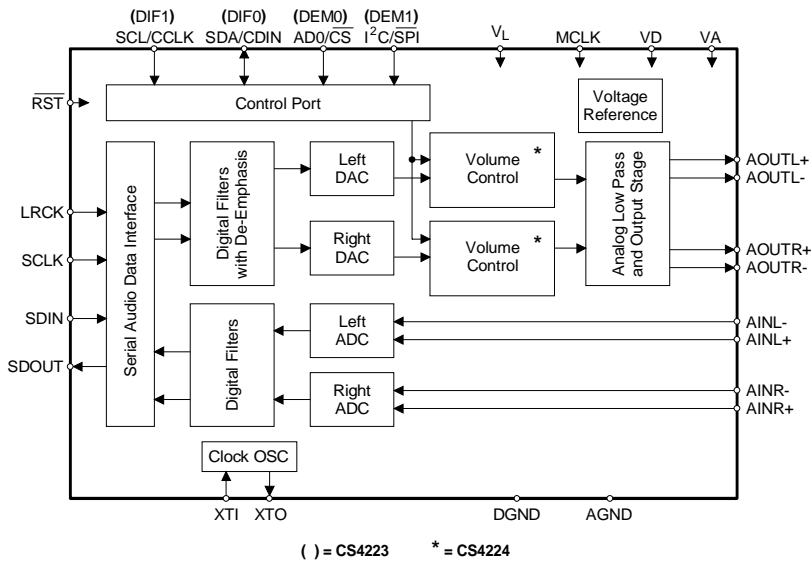 (DIF1) (DIF0) (DEM0) (DEM1)
SCL/CCLK SDA/CDIN AD0/C̅S̅ I²C/S̅P̅I̅ VL MCLK VD VA
R̅S̅T̅
Control Port
Voltage
Reference
LRCK
SCLK
SDIN
SDOUT
Serial Audio Data Interface
Digital Filters
with De-Emphasis
Left
DAC
Right
DAC
Volume
Control
*
Volume
Control
*
Analog Low Pass
and Output Stage
AOUTL+
AOUTL-
AOUTR+
AOUTR-
Digital Filters
Left
ADC
Right
ADC
AINL-
AINL+
AINR-
AINR+
Clock OSC
XTI XTO DGND AGND
( ) = CS4223 * = CS4224